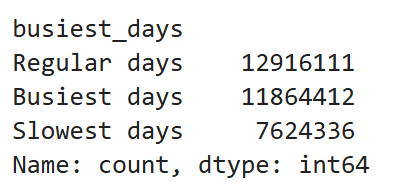 busiest_days
Regular days    12916111
Busiest days    11864412
Slowest days     7624336
Name: count, dtype: int64